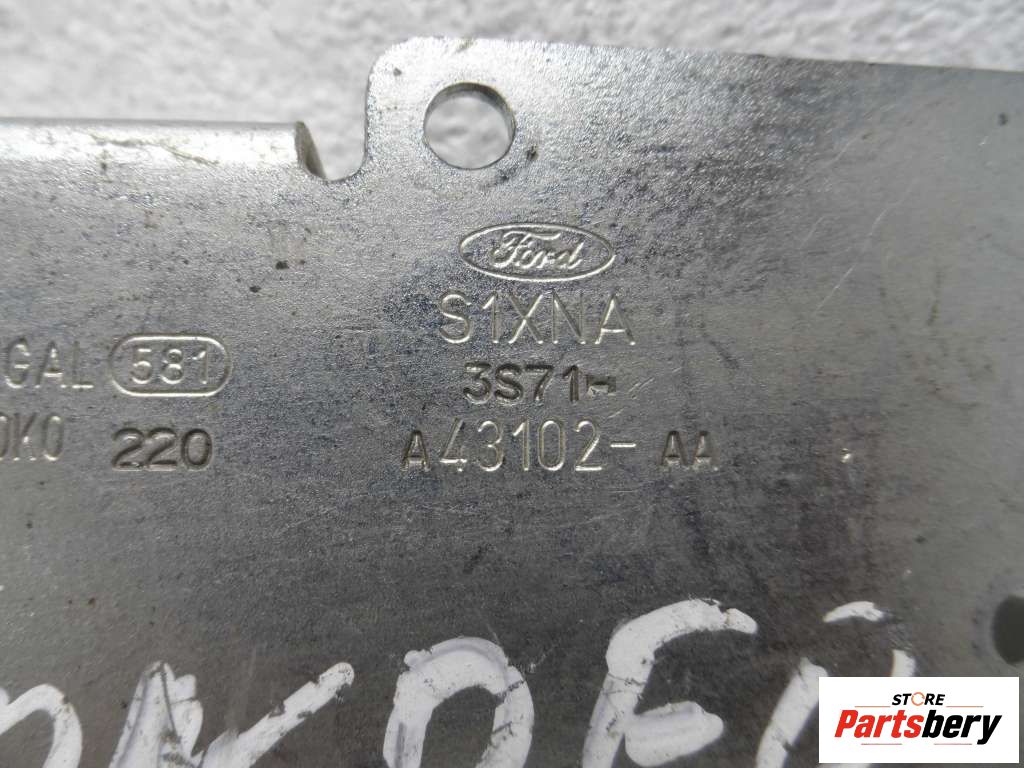 Ford
S1XNA
GAL 581
3S71-
0K0 220
A43102-AA
STORE
Partsbery